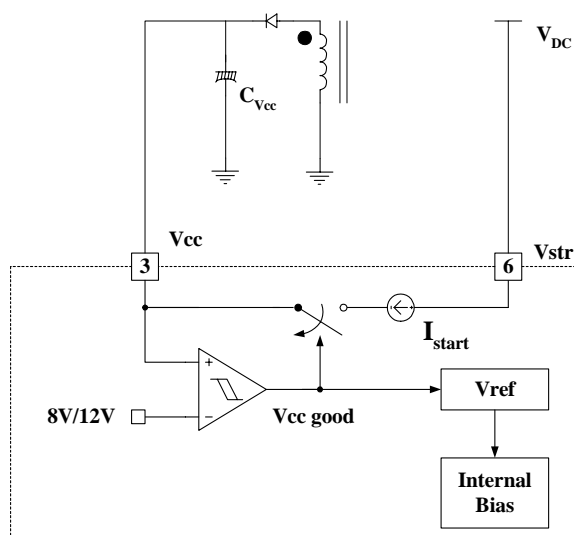 V_DC
C_Vcc
Vcc
Vstr
3
6
I_start
+
−
8V/12V
Vcc good
Vref
Internal
Bias